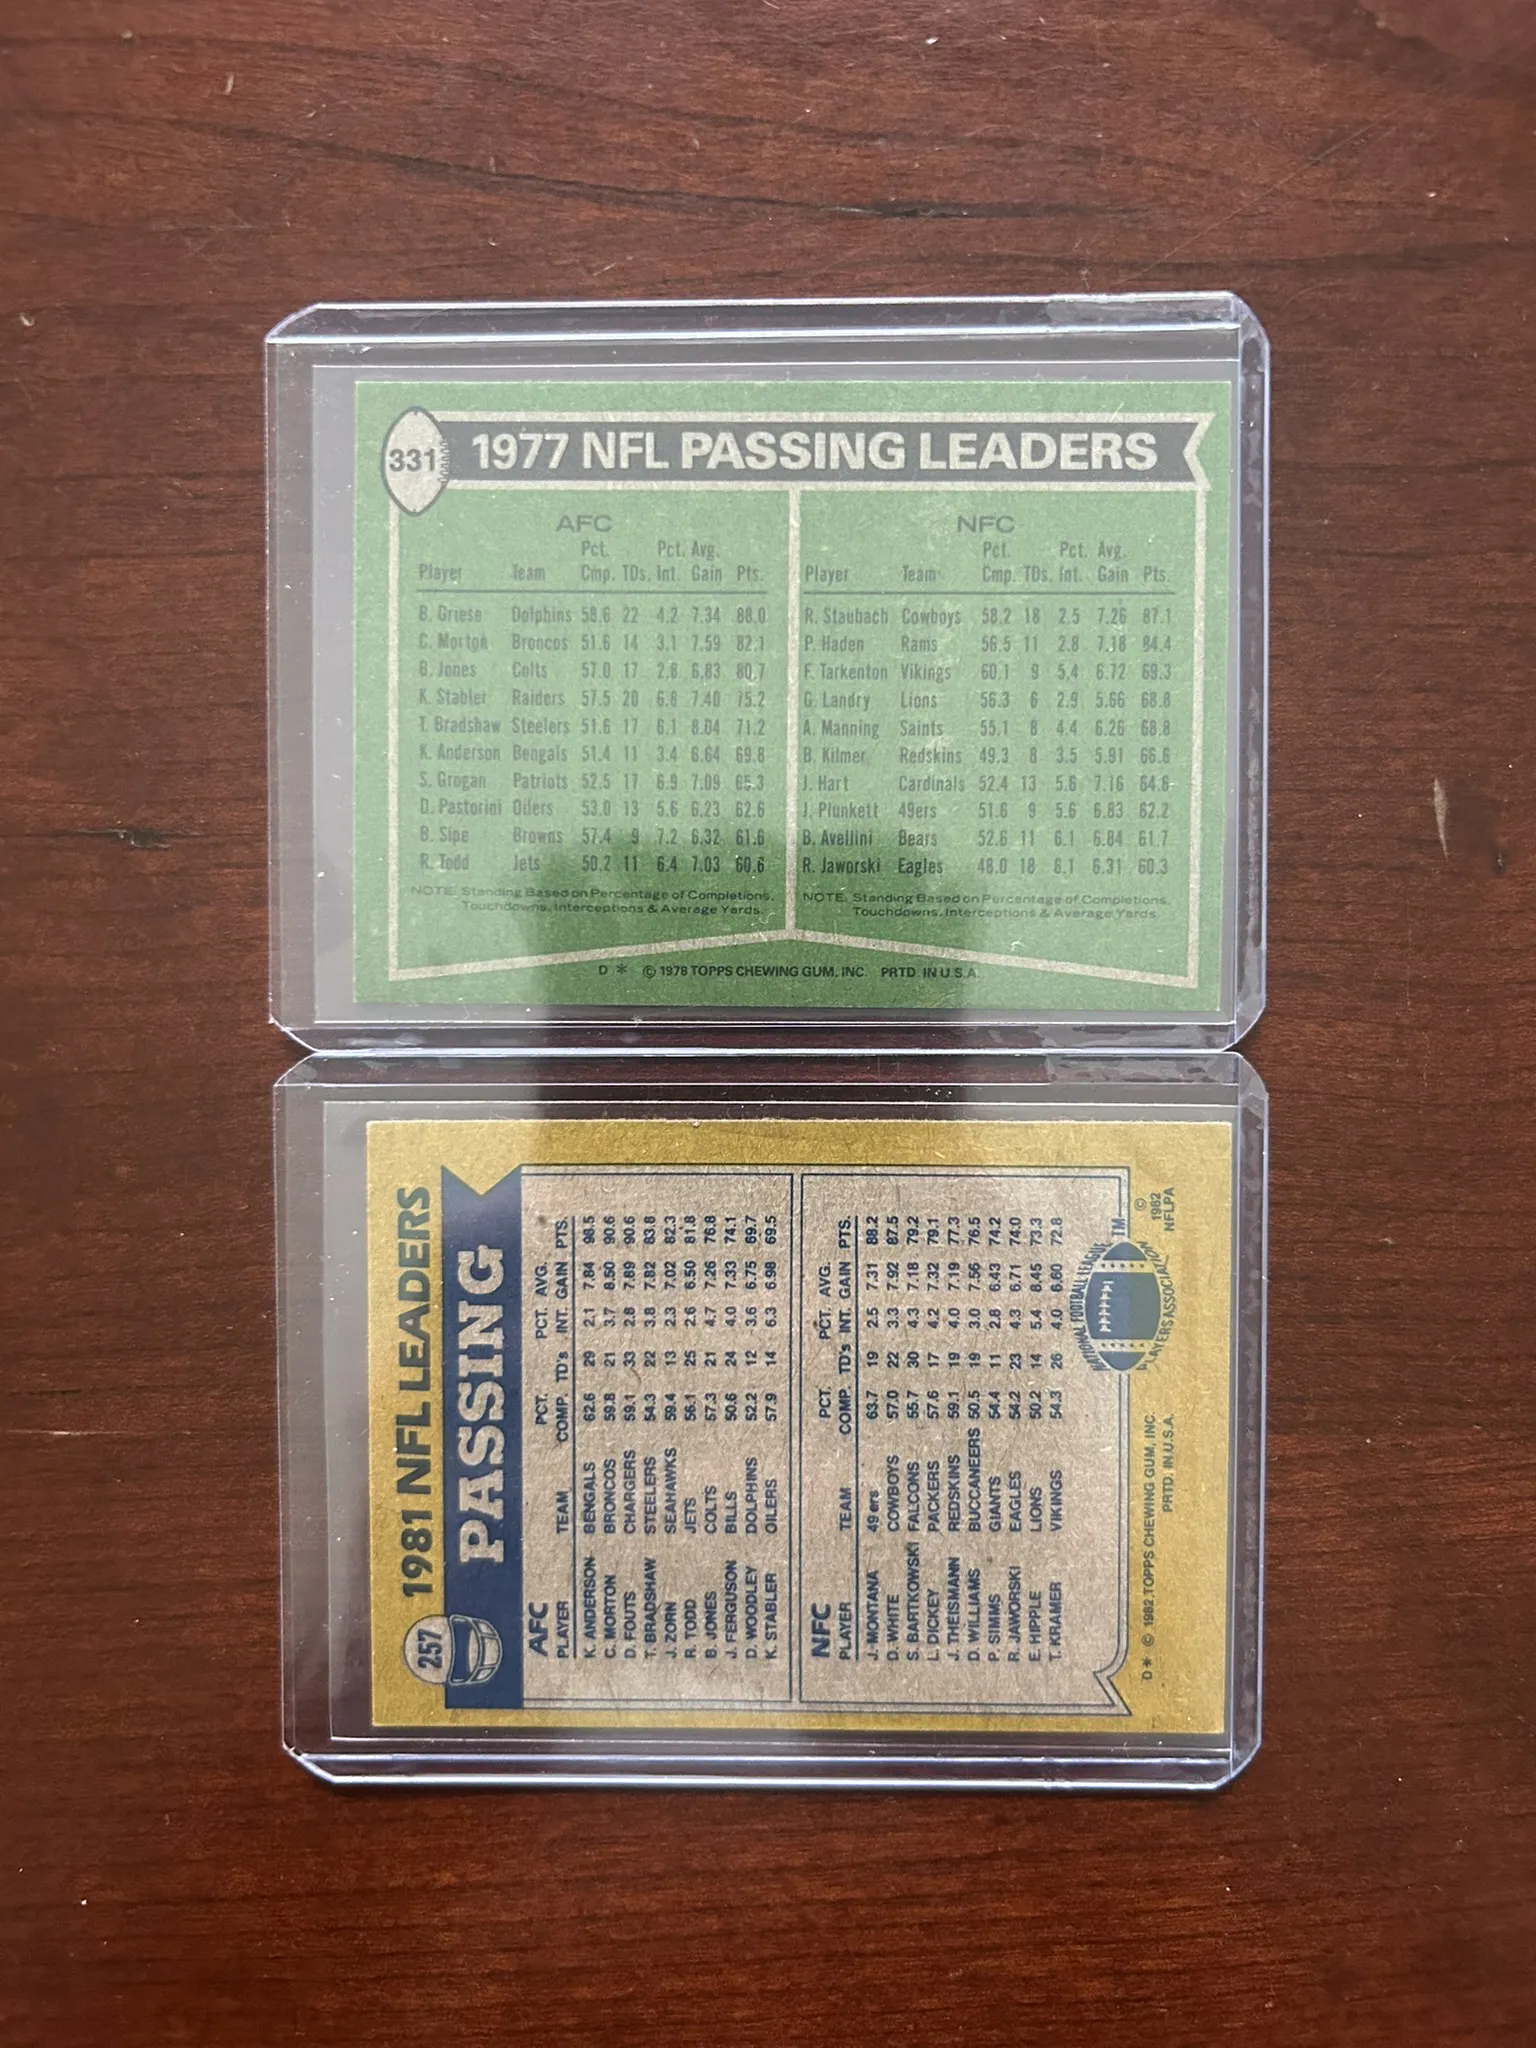 331
1977 NFL PASSING LEADERS
AFC
Pct. Pct. Avg.
Player Team Cmp. TDs. Int. Gain Pts.
B. Griese Dolphins 58.6 22 4.2 7.34 88.0
C. Morton Broncos 51.6 14 3.1 7.59 82.1
B. Jones Colts 57.0 17 2.8 6.83 80.7
K. Stabler Raiders 57.5 20 6.8 7.40 75.2
T. Bradshaw Steelers 51.6 17 6.1 8.04 71.2
K. Anderson Bengals 51.4 11 3.4 6.64 69.8
S. Grogan Patriots 52.5 17 6.9 7.09 65.3
D. Pastorini Oilers 53.0 13 5.6 6.23 62.6
B. Sipe Browns 57.4 9 7.2 6.32 61.6
R. Todd Jets 50.2 11 6.4 7.03 60.6
NOTE: Standing Based on Percentage of Completions,
Touchdowns, Interceptions & Average Yards.
NFC
Pct. Pct. Avg.
Player Team Cmp. TDs. Int. Gain Pts.
R. Staubach Cowboys 58.2 18 2.5 7.26 87.1
P. Haden Rams 56.5 11 2.8 7.18 84.4
F. Tarkenton Vikings 60.1 9 5.4 6.72 69.3
G. Landry Lions 56.3 6 2.9 5.66 68.8
A. Manning Saints 55.1 8 4.4 6.26 68.8
B. Kilmer Redskins 49.3 8 3.5 5.91 66.6
J. Hart Cardinals 52.4 13 5.6 7.16 64.6
J. Plunkett 49ers 51.6 9 5.6 6.83 62.2
B. Avellini Bears 52.6 11 6.1 6.84 61.7
R. Jaworski Eagles 48.0 18 6.1 6.31 60.3
NOTE: Standing Based on Percentage of Completions,
Touchdowns, Interceptions & Average Yards.
D * © 1978 TOPPS CHEWING GUM, INC. PRTD. IN U.S.A.
257
1981 NFL LEADERS
PASSING
AFC
PCT. PCT. AVG.
PLAYER TEAM COMP. TD's INT. GAIN PTS.
K. ANDERSON BENGALS 62.6 29 2.1 7.84 98.5
C. MORTON BRONCOS 59.8 21 3.7 8.50 90.6
D. FOUTS CHARGERS 59.1 33 2.8 7.89 90.6
T. BRADSHAW STEELERS 54.3 22 3.8 7.82 83.8
J. ZORN SEAHAWKS 59.4 13 2.3 7.02 82.3
R. TODD JETS 56.1 25 2.6 6.50 81.8
B. JONES COLTS 57.3 21 4.7 7.26 76.8
J. FERGUSON BILLS 50.6 24 4.0 7.33 74.1
D. WOODLEY DOLPHINS 52.2 12 3.6 6.75 69.7
K. STABLER OILERS 57.9 14 6.3 6.98 69.5
NFC
PCT. PCT. AVG.
PLAYER TEAM COMP. TD's INT. GAIN PTS.
J. MONTANA 49 ers 63.7 19 2.5 7.31 88.2
D. WHITE COWBOYS 57.0 22 3.3 7.92 87.5
S. BARTKOWSKI FALCONS 55.7 30 4.3 7.18 79.2
L. DICKEY PACKERS 57.6 17 4.2 7.32 79.1
J. THEISMANN REDSKINS 59.1 19 4.0 7.19 77.3
D. WILLIAMS BUCCANEERS 50.5 19 3.0 7.56 76.5
P. SIMMS GIANTS 54.4 11 2.8 6.43 74.2
R. JAWORSKI EAGLES 54.2 23 4.3 6.71 74.0
E. HIPPLE LIONS 50.2 14 5.4 8.45 73.3
T. KRAMER VIKINGS 54.3 26 4.0 6.60 72.8
NATIONAL FOOTBALL LEAGUE
PLAYERS ASSOCIATION
TM
D * © 1982 TOPPS CHEWING GUM, INC.
PRTD. IN U.S.A.
©
1982
NFLPA